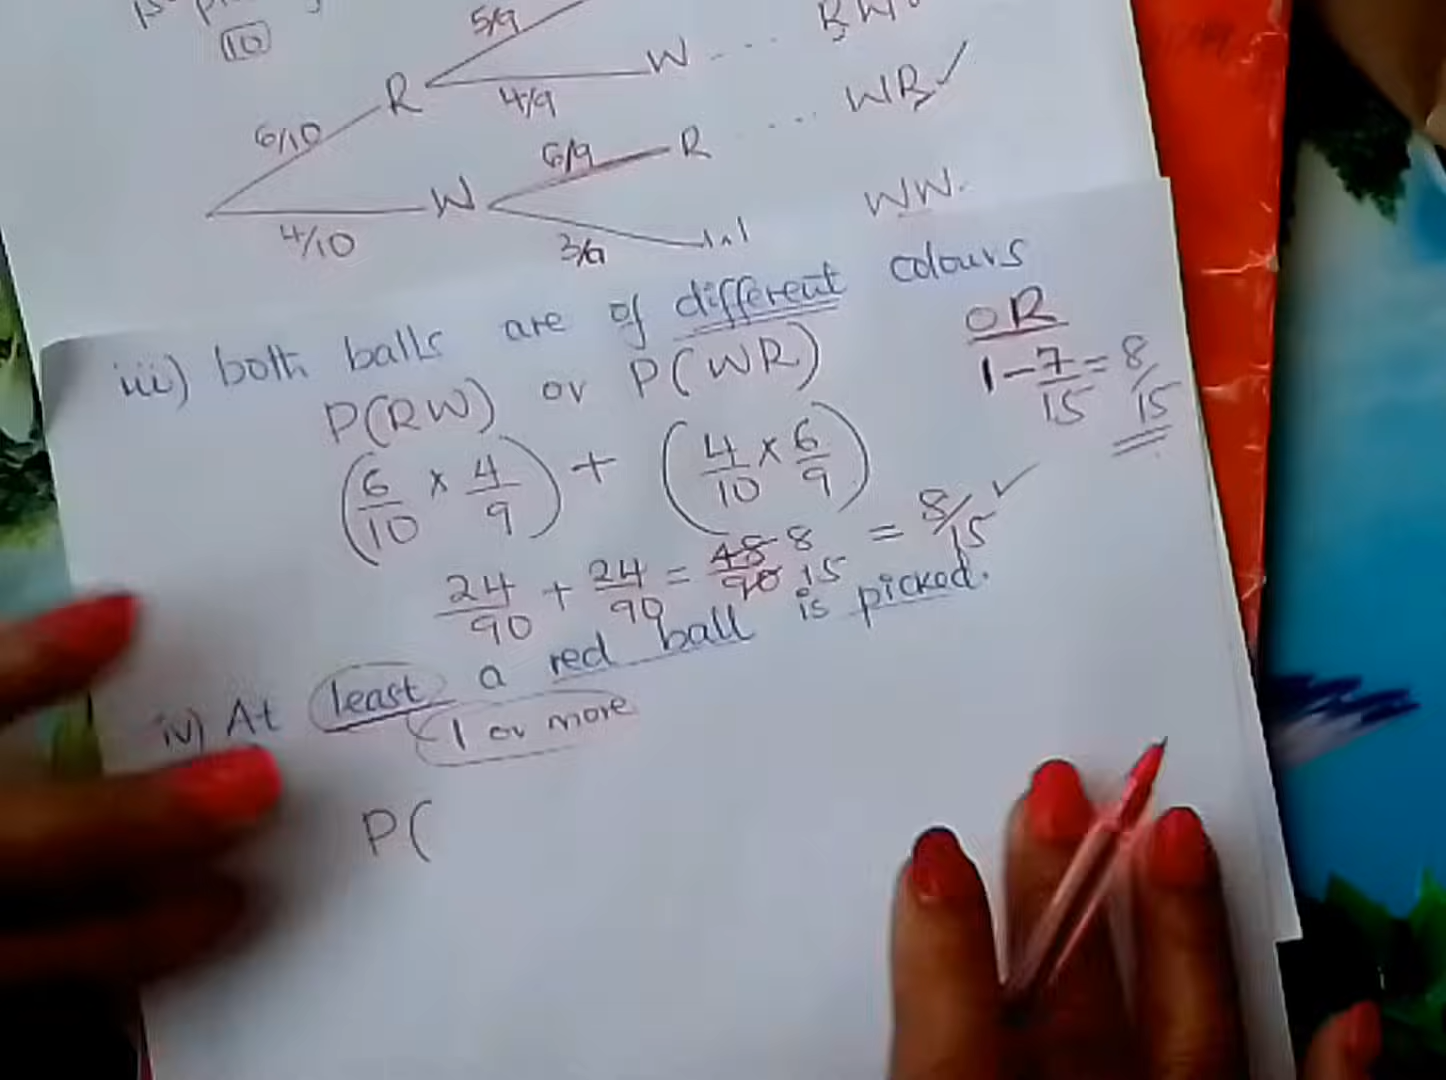 10
5/9
R
W
RW
6/10
4/9
WR✓
6/9
R
W
4/10
3/9
WW.
iii) both balls are of different colours
P(RW) or P(WR)
OR
1 - 7/15 = 8/15
(6/10 × 4/9) + (4/10 × 6/9)
24/90 + 24/90 = 48/90 8/15 = 8/15 ✓
iv) At least a red ball is picked.
1 or more
P(